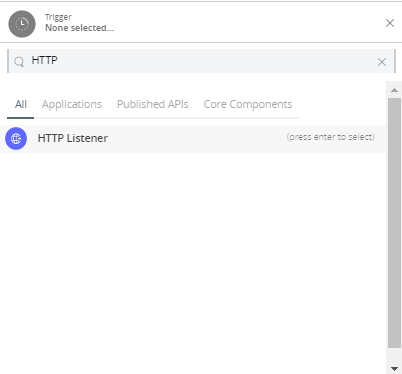 Trigger
None selected...
HTTP
All Applications Published APIs Core Components
HTTP Listener (press enter to select)